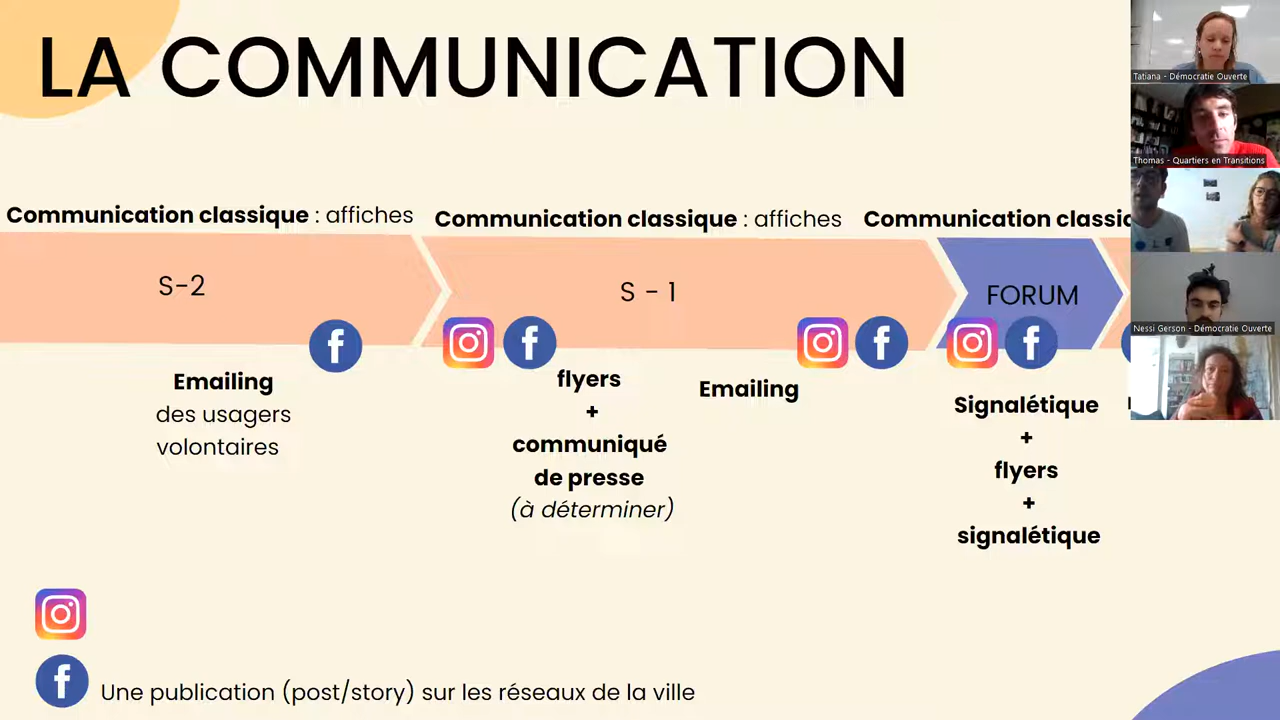 LA COMMUNICATION
Communication classique : affiches
Communication classique : affiches
Communication
S-2
S - 1
FORUM
Emailing
des usagers
volontaires
flyers
+
communiqué
de presse
(à déterminer)
Emailing
Signalétique
+
flyers
+
signalétique
Une publication (post/story) sur les réseaux de la ville
Tatiana - Démocratie Ouverte
Thomas - Quartiers en Transitions
Nessi Gerson - Démocratie Ouverte